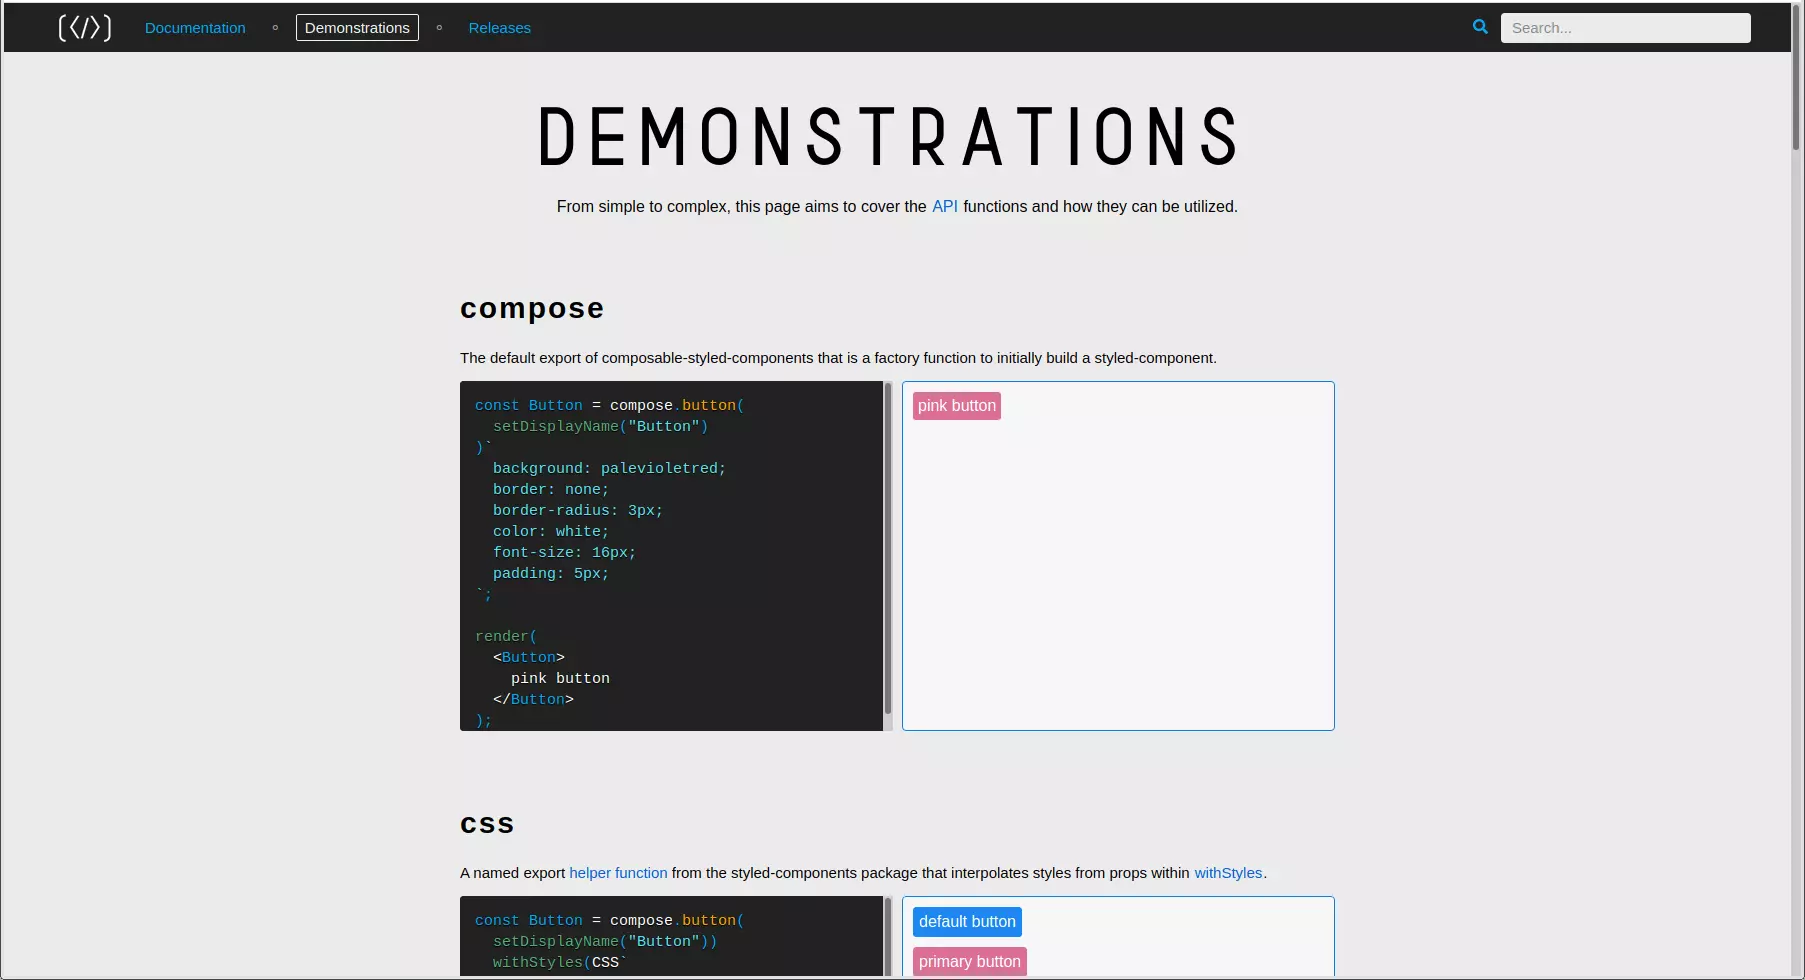 (</>) Documentation ∘ Demonstrations ∘ Releases Search...
DEMONSTRATIONS
From simple to complex, this page aims to cover the API functions and how they can be utilized.
compose
The default export of composable-styled-components that is a factory function to initially build a styled-component.
const Button = compose.button(
  setDisplayName("Button")
)`
  background: palevioletred;
  border: none;
  border-radius: 3px;
  color: white;
  font-size: 16px;
  padding: 5px;
`;
render(
  <Button>
    pink button
  </Button>
);
pink button
css
A named export helper function from the styled-components package that interpolates styles from props within withStyles.
const Button = compose.button(
  setDisplayName("Button"))
  withStyles(CSS`
default button
primary button